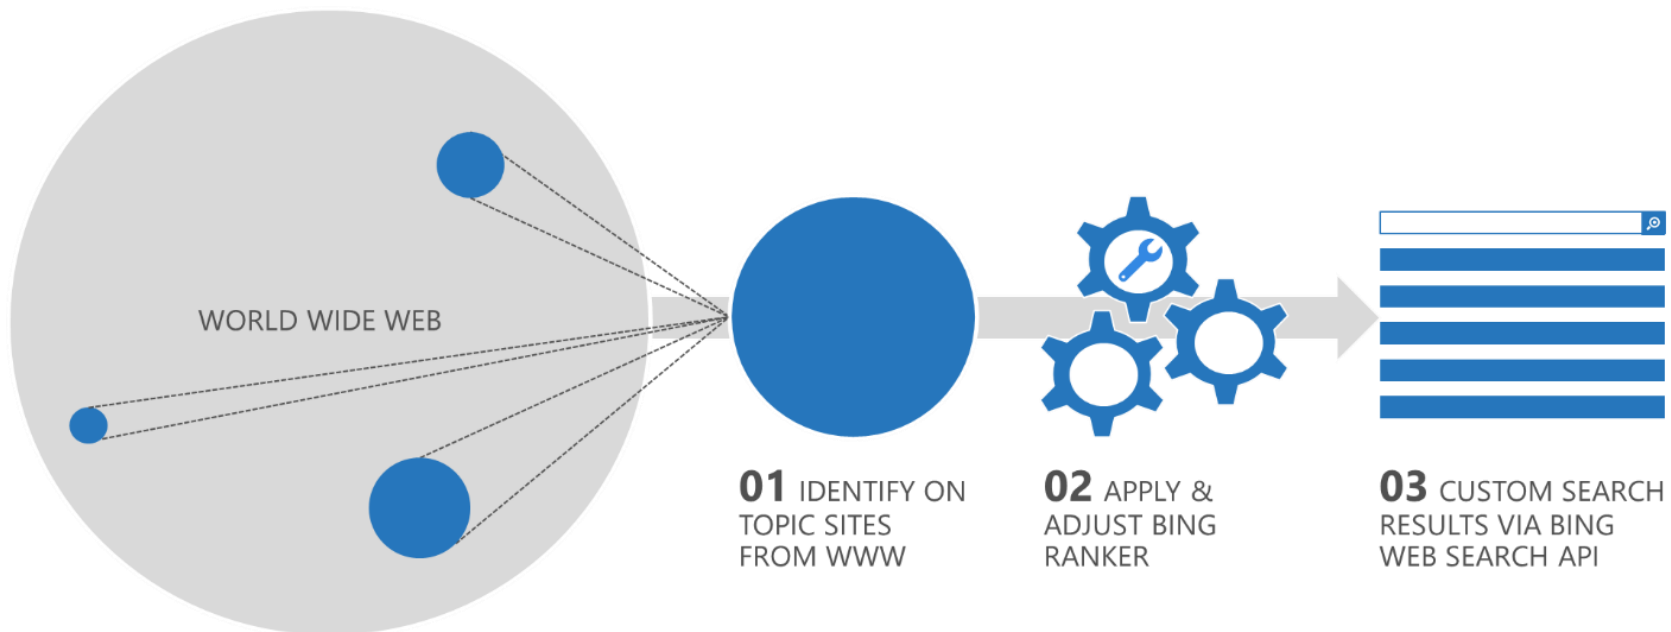 WORLD WIDE WEB
01 IDENTIFY ON
TOPIC SITES
FROM WWW
02 APPLY &
ADJUST BING
RANKER
03 CUSTOM SEARCH
RESULTS VIA BING
WEB SEARCH API